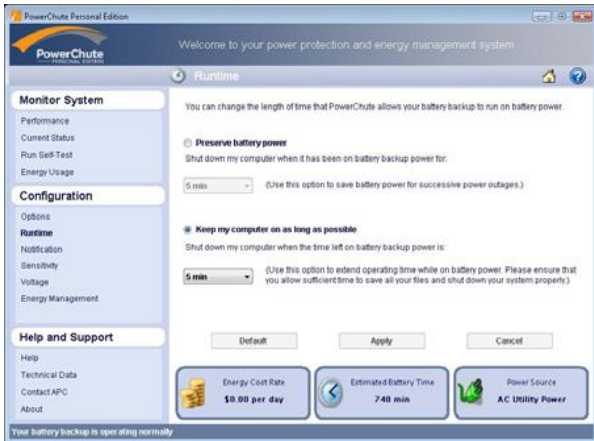 PowerChute Personal Edition
PowerChute
PERSONAL EDITION
Welcome to your power protection and energy management system
Runtime
Monitor System
Performance
Current Status
Run Self-Test
Energy Usage
Configuration
Options
Runtime
Notification
Sensitivity
Voltage
Energy Management
Help and Support
Help
Technical Data
Contact APC
About
You can change the length of time that PowerChute allows your battery backup to run on battery power.
Preserve battery power
Shut down my computer when it has been on battery backup power for:
5 min
(Use this option to save battery power for successive power outages.)
Keep my computer on as long as possible
Shut down my computer when the time left on battery backup power is:
5 min
(Use this option to extend operating time while on battery power. Please ensure that
you allow sufficient time to save all your files and shut down your system properly.)
Default
Apply
Cancel
Energy Cost Rate
$0.00 per day
Estimated Battery Time
740 min
Power Source
AC Utility Power
Your battery backup is operating normally